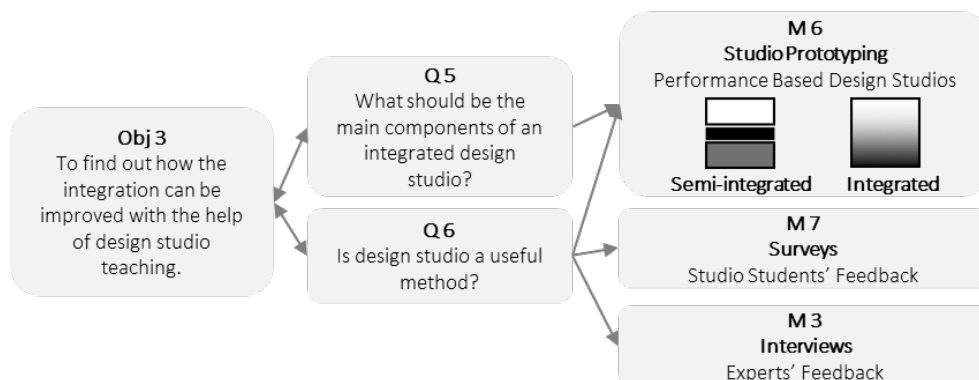 Obj 3
To find out how the
integration can be
improved with the help
of design studio
teaching.
Q 5
What should be the
main components of an
integrated design
studio?
Q 6
Is design studio a useful
method?
M 6
Studio Prototyping
Performance Based Design Studios
Semi-integrated Integrated
M 7
Surveys
Studio Students’ Feedback
M 3
Interviews
Experts’ Feedback